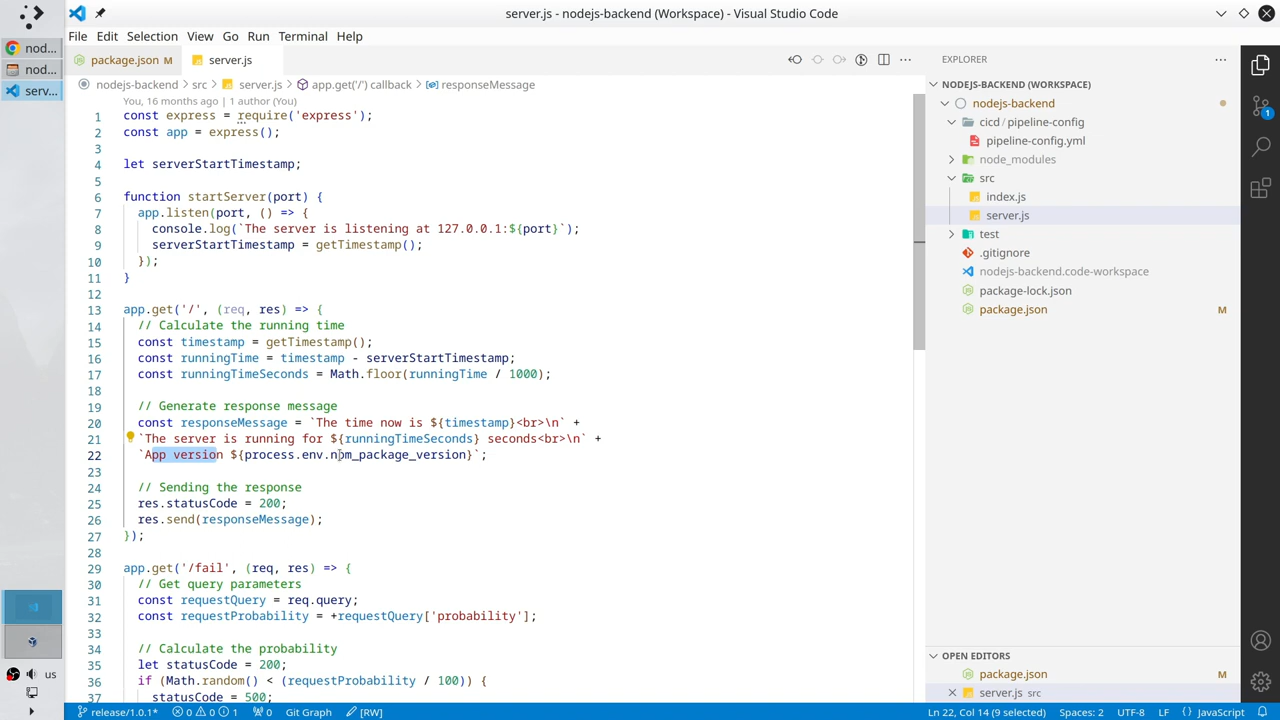 server.js - nodejs-backend (Workspace) - Visual Studio Code
nod...
nod...
serv...
us
File Edit Selection View Go Run Terminal Help
package.json M
server.js
nodejs-backend > src > server.js > app.get('/') callback > responseMessage
You, 16 months ago | 1 author (You)
1 const express = require('express');
2 const app = express();
3
4 let serverStartTimestamp;
5
6 function startServer(port) {
7 app.listen(port, () => {
8 console.log(`The server is listening at 127.0.0.1:${port}`);
9 serverStartTimestamp = getTimestamp();
10 });
11 }
12
13 app.get('/', (req, res) => {
14 // Calculate the running time
15 const timestamp = getTimestamp();
16 const runningTime = timestamp - serverStartTimestamp;
17 const runningTimeSeconds = Math.floor(runningTime / 1000);
18
19 // Generate response message
20 const responseMessage = `The time now is ${timestamp}<br>\n` +
21 `The server is running for ${runningTimeSeconds} seconds<br>\n` +
22 `App version ${process.env.npm_package_version}`;
23
24 // Sending the response
25 res.statusCode = 200;
26 res.send(responseMessage);
27 });
28
29 app.get('/fail', (req, res) => {
30 // Get query parameters
31 const requestQuery = req.query;
32 const requestProbability = +requestQuery['probability'];
33
34 // Calculate the probability
35 let statusCode = 200;
36 if (Math.random() < (requestProbability / 100)) {
37 statusCode = 500;
EXPLORER
NODEJS-BACKEND (WORKSPACE)
nodejs-backend
cicd / pipeline-config
pipeline-config.yml
node_modules
src
index.js
server.js
test
.gitignore
nodejs-backend.code-workspace
package-lock.json
package.json M
OPEN EDITORS
package.json M
server.js src
1
release/1.0.1* 0 0 1 0 Git Graph [RW] Ln 22, Col 14 (9 selected) Spaces: 2 UTF-8 LF {} JavaScript